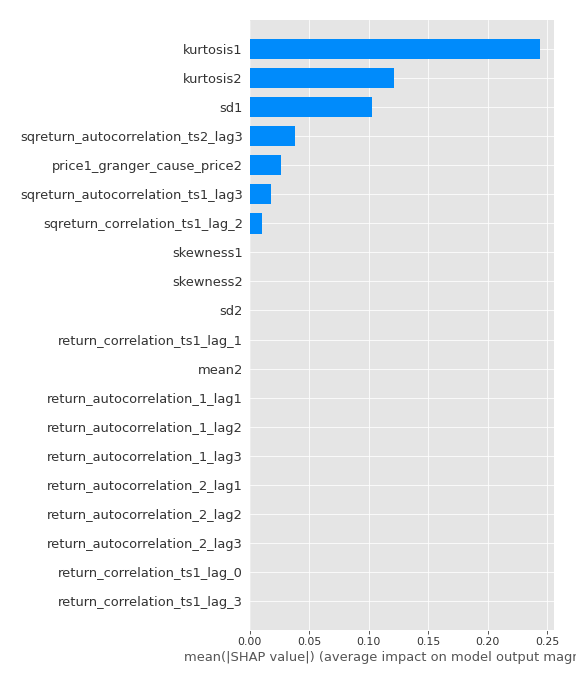 kurtosis1
kurtosis2
sd1
sqreturn_autocorrelation_ts2_lag3
price1_granger_cause_price2
sqreturn_autocorrelation_ts1_lag3
sqreturn_correlation_ts1_lag_2
skewness1
skewness2
sd2
return_correlation_ts1_lag_1
mean2
return_autocorrelation_1_lag1
return_autocorrelation_1_lag2
return_autocorrelation_1_lag3
return_autocorrelation_2_lag1
return_autocorrelation_2_lag2
return_autocorrelation_2_lag3
return_correlation_ts1_lag_0
return_correlation_ts1_lag_3
0.00 0.05 0.10 0.15 0.20 0.25
mean(|SHAP value|) (average impact on model output magn